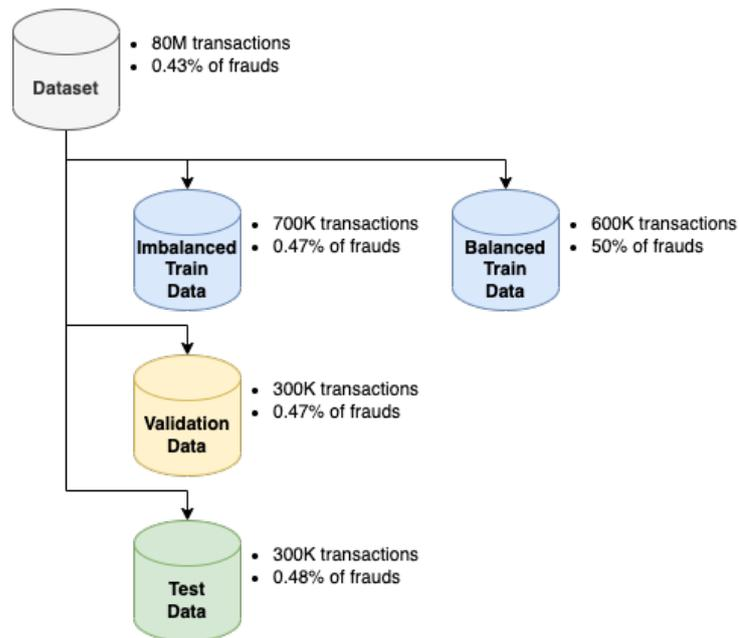 Dataset
• 80M transactions
• 0.43% of frauds
Imbalanced
Train
Data
• 700K transactions
• 0.47% of frauds
Balanced
Train
Data
• 600K transactions
• 50% of frauds
Validation
Data
• 300K transactions
• 0.47% of frauds
Test
Data
• 300K transactions
• 0.48% of frauds